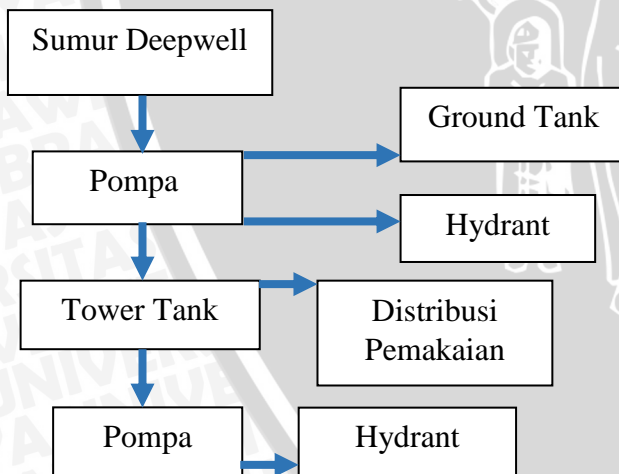 Sumur Deepwell
Ground Tank
Pompa
Hydrant
Tower Tank
Distribusi
Pemakaian
Pompa
Hydrant